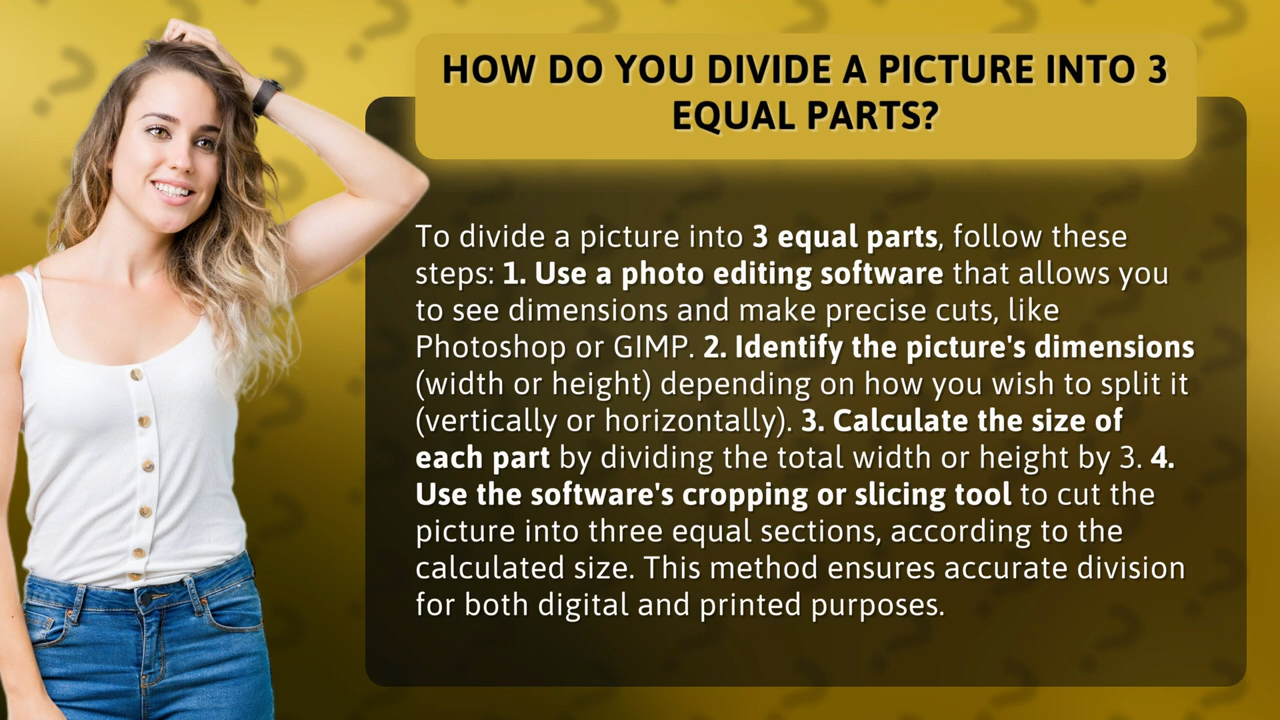 HOW DO YOU DIVIDE A PICTURE INTO 3
EQUAL PARTS?
To divide a picture into 3 equal parts, follow these
steps: 1. Use a photo editing software that allows you
to see dimensions and make precise cuts, like
Photoshop or GIMP. 2. Identify the picture's dimensions
(width or height) depending on how you wish to split it
(vertically or horizontally). 3. Calculate the size of
each part by dividing the total width or height by 3. 4.
Use the software's cropping or slicing tool to cut the
picture into three equal sections, according to the
calculated size. This method ensures accurate division
for both digital and printed purposes.